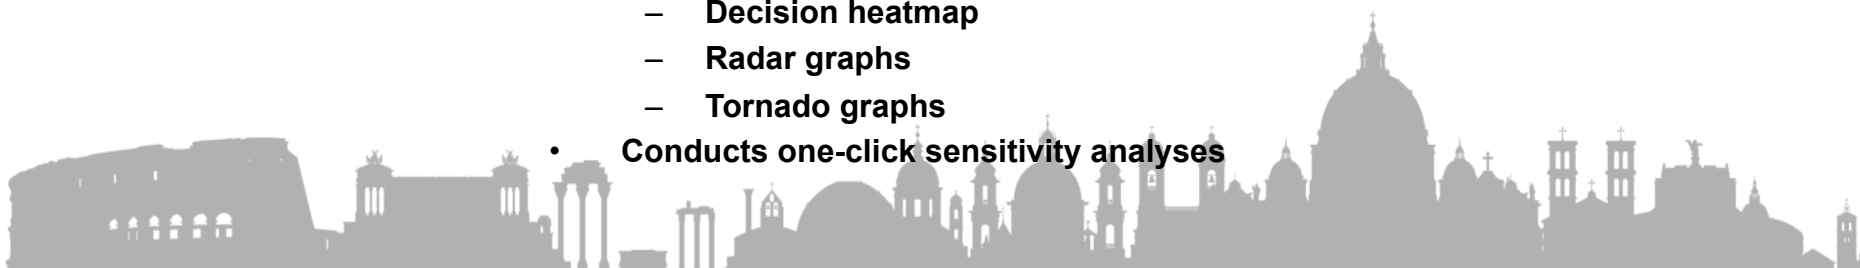 – Decision heatmap
– Radar graphs
– Tornado graphs
• Conducts one-click sensitivity analyses